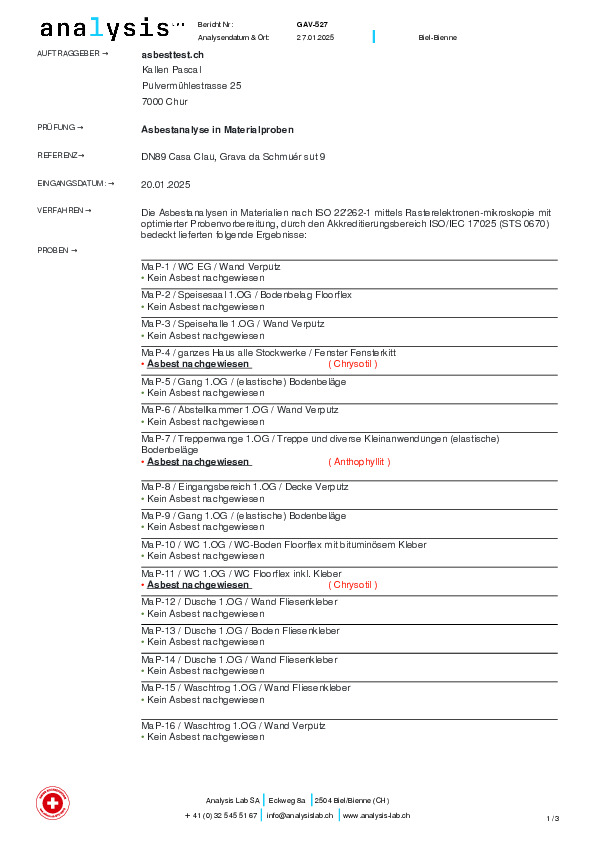 analysis
Bericht Nr: GAV-527
Analysendatum & Ort: 27.01.2025 Biel-Bienne
AUFTRAGGEBER → asbesttest.ch
Kallen Pascal
Pulvermühlestrasse 25
7000 Chur
PRÜFUNG → Asbestanalyse in Materialproben
REFERENZ→ DN89 Casa Clau, Grava da Schmuér sut 9
EINGANGSDATUM: → 20.01.2025
VERFAHREN → Die Asbestanalysen in Materialien nach ISO 22'262-1 mittels Rasterelektronen-mikroskopie mit
optimierter Probenvorbereitung, durch den Akkreditierungsbereich ISO/IEC 17025 (STS 0670)
bedeckt lieferten folgende Ergebnisse:
PROBEN →
MaP-1 / WC EG / Wand Verputz
• Kein Asbest nachgewiesen
MaP-2 / Speisesaal 1.OG / Bodenbelag Floorflex
• Kein Asbest nachgewiesen
MaP-3 / Speisehalle 1.OG / Wand Verputz
• Kein Asbest nachgewiesen
MaP-4 / ganzes Haus alle Stockwerke / Fenster Fensterkitt
• Asbest nachgewiesen ( Chrysotil )
MaP-5 / Gang 1.OG / (elastische) Bodenbeläge
• Kein Asbest nachgewiesen
MaP-6 / Abstellkammer 1.OG / Wand Verputz
• Kein Asbest nachgewiesen
MaP-7 / Treppenwange 1.OG / Treppe und diverse Kleinanwendungen (elastische)
Bodenbeläge
• Asbest nachgewiesen ( Anthophyllit )
MaP-8 / Eingangsbereich 1.OG / Decke Verputz
• Kein Asbest nachgewiesen
MaP-9 / Gang 1.OG / (elastische) Bodenbeläge
• Kein Asbest nachgewiesen
MaP-10 / WC 1.OG / WC-Boden Floorflex mit bituminösem Kleber
• Kein Asbest nachgewiesen
MaP-11 / WC 1.OG / WC Floorflex inkl. Kleber
• Asbest nachgewiesen ( Chrysotil )
MaP-12 / Dusche 1.OG / Wand Fliesenkleber
• Kein Asbest nachgewiesen
MaP-13 / Dusche 1.OG / Boden Fliesenkleber
• Kein Asbest nachgewiesen
MaP-14 / Dusche 1.OG / Wand Fliesenkleber
• Kein Asbest nachgewiesen
MaP-15 / Waschtrog 1.OG / Wand Fliesenkleber
• Kein Asbest nachgewiesen
MaP-16 / Waschtrog 1.OG / Wand Verputz
• Kein Asbest nachgewiesen
Analysis Lab SA | Eckweg 8a | 2504 Biel/Bienne (CH)
+ 41 (0) 32 545 51 67 | info@analysislab.ch | www.analysis-lab.ch
1 / 3